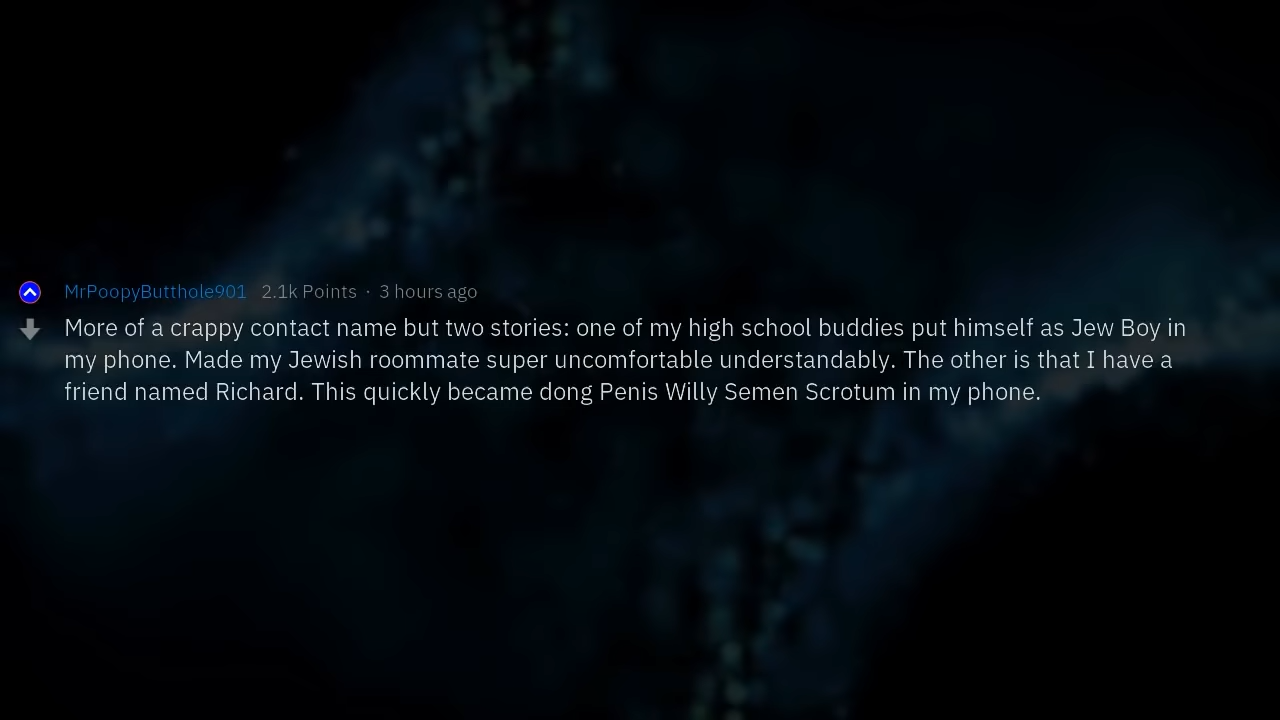 MrPoopyButthole901 2.1k Points · 3 hours ago
More of a crappy contact name but two stories: one of my high school buddies put himself as Jew Boy in
my phone. Made my Jewish roommate super uncomfortable understandably. The other is that I have a
friend named Richard. This quickly became dong Penis Willy Semen Scrotum in my phone.